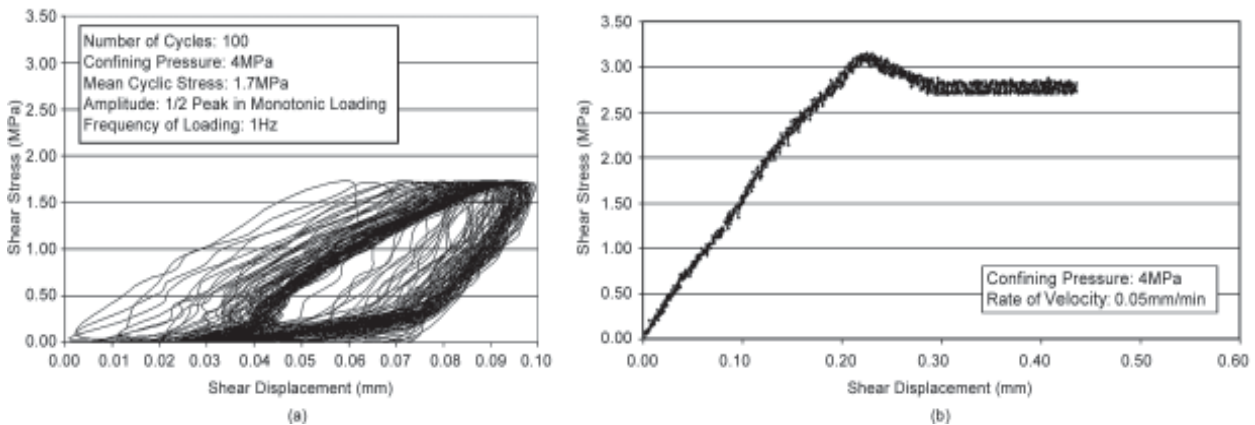 3.50
3.00
2.50
2.00
1.50
1.00
0.50
0.00
Shear Stress (MPa)
Number of Cycles: 100
Confining Pressure: 4MPa
Mean Cyclic Stress: 1.7MPa
Amplitude: 1/2 Peak in Monotonic Loading
Frequency of Loading: 1Hz
0.00 0.01 0.02 0.03 0.04 0.05 0.06 0.07 0.08 0.09 0.10
Shear Displacement (mm)
(a)
3.50
3.00
2.50
2.00
1.50
1.00
0.50
0.00
Shear Stress (MPa)
Confining Pressure: 4MPa
Rate of Velocity: 0.05mm/min
0.00 0.10 0.20 0.30 0.40 0.50 0.60
Shear Displacement (mm)
(b)